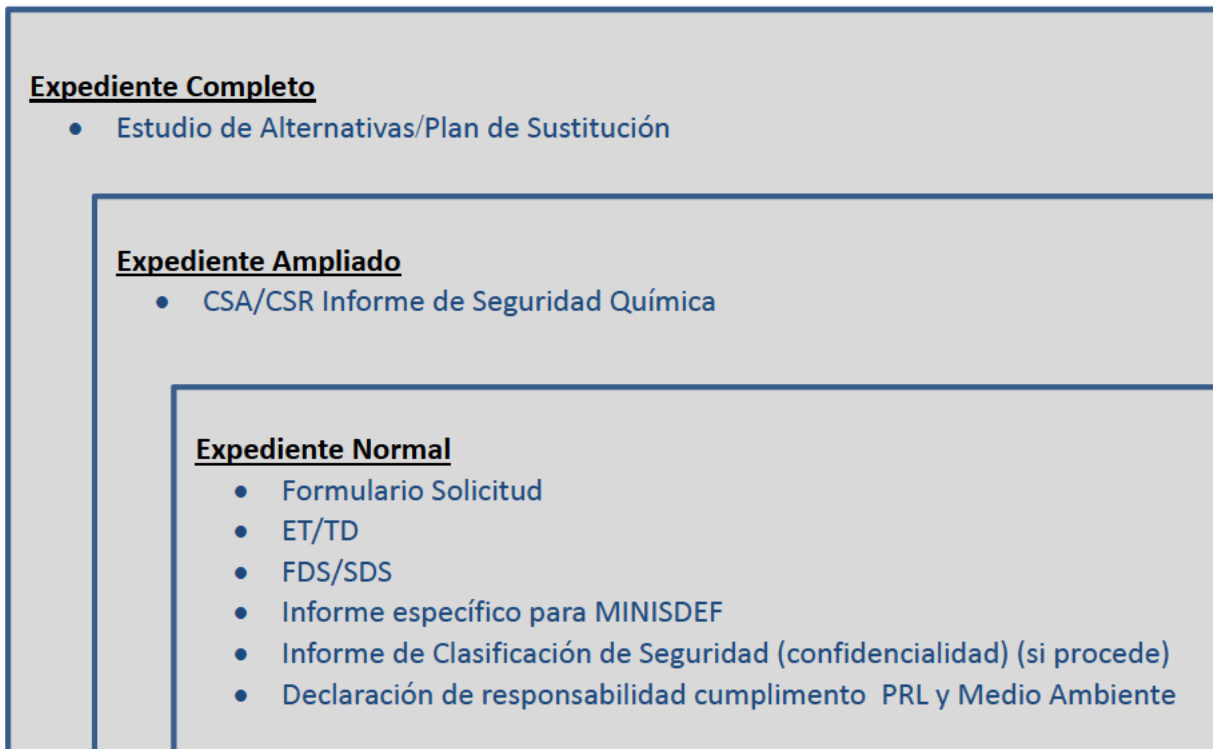 Expediente Completo
• Estudio de Alternativas/Plan de Sustitución
Expediente Ampliado
• CSA/CSR Informe de Seguridad Química
Expediente Normal
• Formulario Solicitud
• ET/TD
• FDS/SDS
• Informe específico para MINISDEF
• Informe de Clasificación de Seguridad (confidencialidad) (si procede)
• Declaración de responsabilidad cumplimento PRL y Medio Ambiente